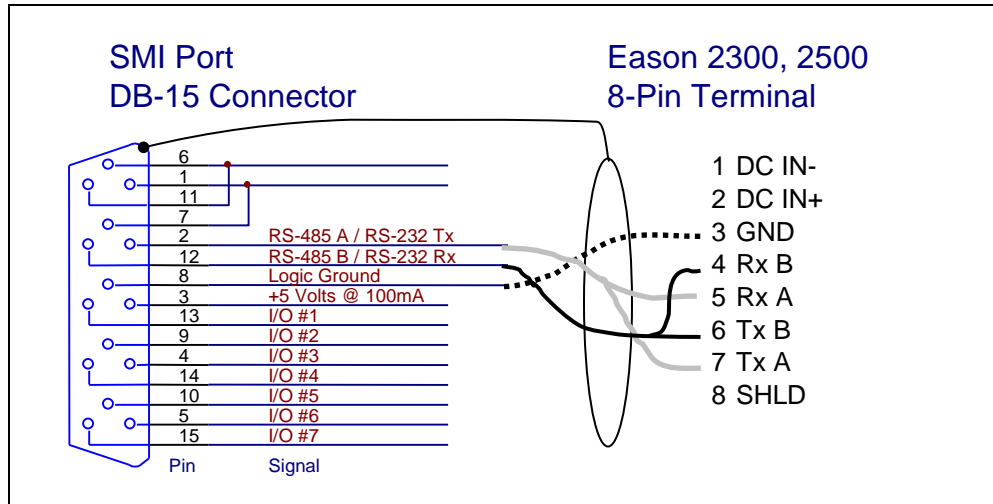 SMI Port
DB-15 Connector
Eason 2300, 2500
8-Pin Terminal
6
1
11
7
2 RS-485 A / RS-232 Tx
12 RS-485 B / RS-232 Rx
8 Logic Ground
3 +5 Volts @ 100mA
13 I/O #1
9 I/O #2
4 I/O #3
14 I/O #4
10 I/O #5
5 I/O #6
15 I/O #7
Pin Signal
1 DC IN-
2 DC IN+
3 GND
4 Rx B
5 Rx A
6 Tx B
7 Tx A
8 SHLD